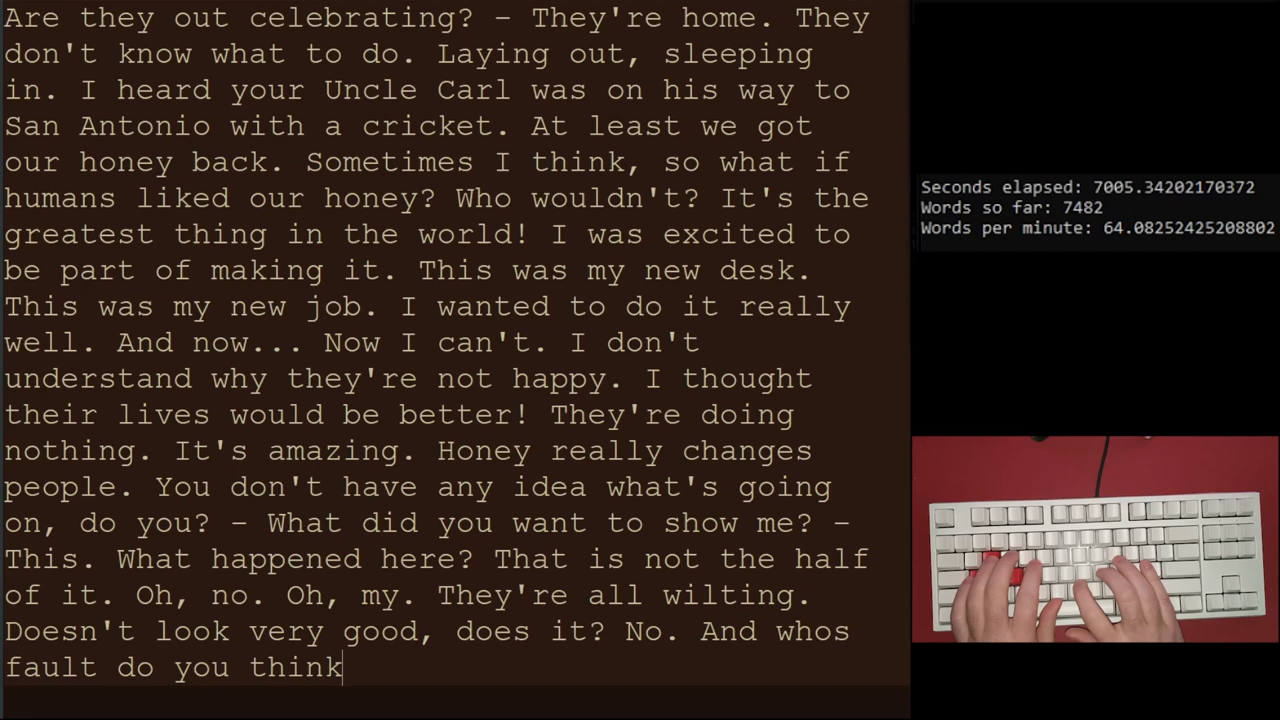 Are they out celebrating? - They're home. They
don't know what to do. Laying out, sleeping
in. I heard your Uncle Carl was on his way to
San Antonio with a cricket. At least we got
our honey back. Sometimes I think, so what if
humans liked our honey? Who wouldn't? It's the
greatest thing in the world! I was excited to
be part of making it. This was my new desk.
This was my new job. I wanted to do it really
well. And now... Now I can't. I don't
understand why they're not happy. I thought
their lives would be better! They're doing
nothing. It's amazing. Honey really changes
people. You don't have any idea what's going
on, do you? - What did you want to show me? -
This. What happened here? That is not the half
of it. Oh, no. Oh, my. They're all wilting.
Doesn't look very good, does it? No. And whos
fault do you think
Seconds elapsed: 7005.34202170372
Words so far: 7482
Words per minute: 64.08252425208802